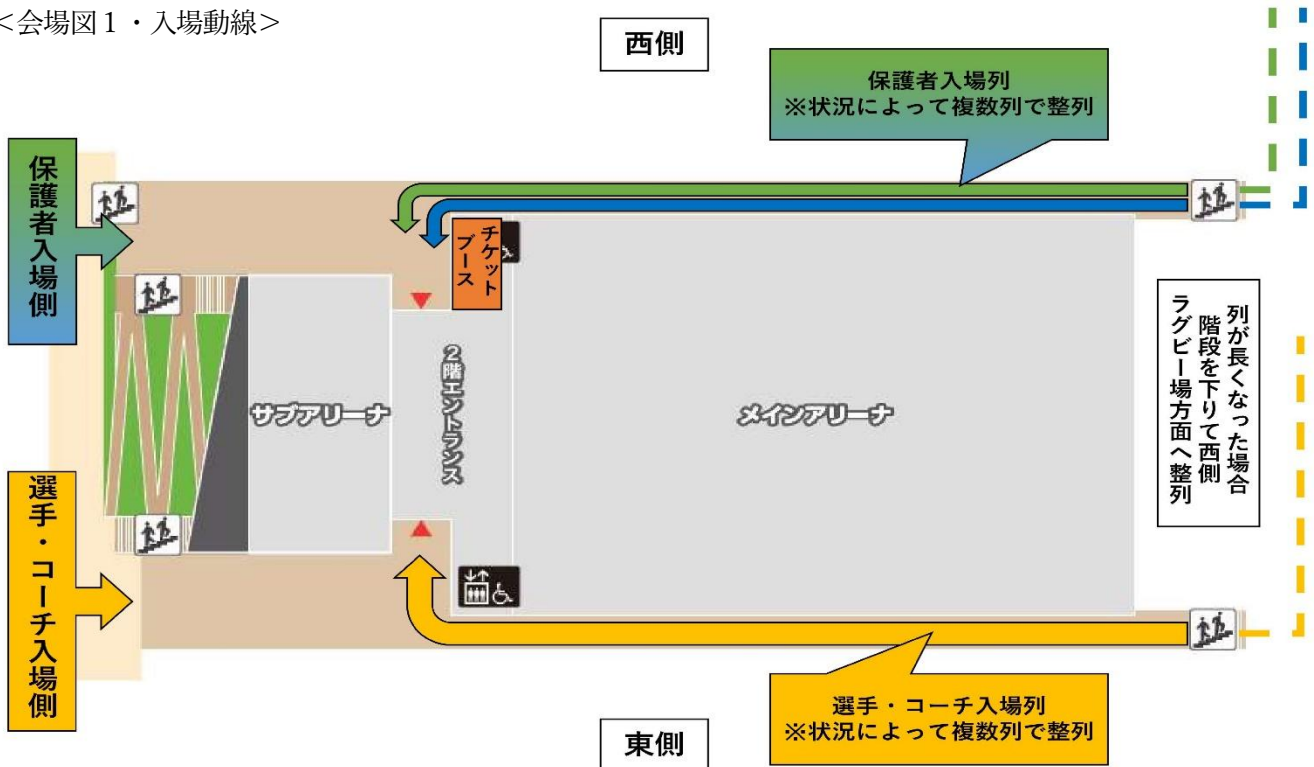 ＜会場図１・入場動線＞
西側
保護者入場列
※状況によって複数列で整列
保護者入場側
チケット
ブース
２階エントランス
サブアリーナ
メインアリーナ
列が長くなった場合
階段を下りて西側
ラグビー場方面へ整列
選手・コーチ入場側
選手・コーチ入場列
※状況によって複数列で整列
東側